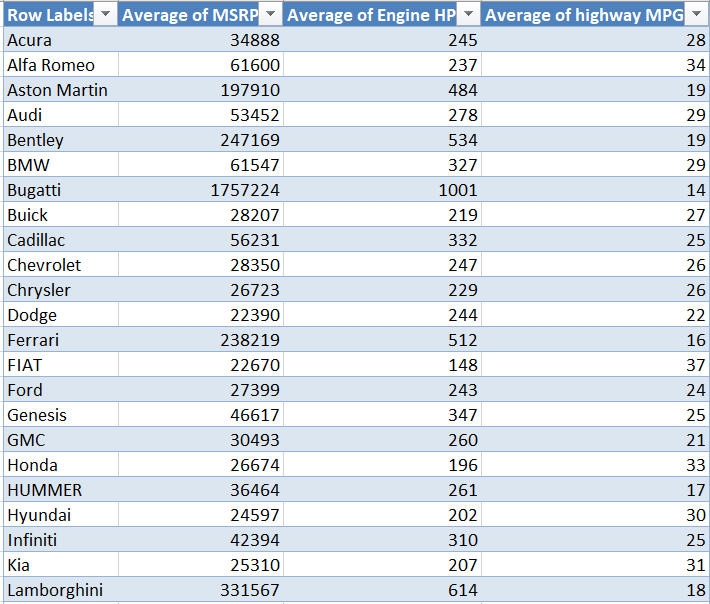 Row Labels Average of MSRP Average of Engine HP Average of highway MPG
Acura 34888 245 28
Alfa Romeo 61600 237 34
Aston Martin 197910 484 19
Audi 53452 278 29
Bentley 247169 534 19
BMW 61547 327 29
Bugatti 1757224 1001 14
Buick 28207 219 27
Cadillac 56231 332 25
Chevrolet 28350 247 26
Chrysler 26723 229 26
Dodge 22390 244 22
Ferrari 238219 512 16
FIAT 22670 148 37
Ford 27399 243 24
Genesis 46617 347 25
GMC 30493 260 21
Honda 26674 196 33
HUMMER 36464 261 17
Hyundai 24597 202 30
Infiniti 42394 310 25
Kia 25310 207 31
Lamborghini 331567 614 18